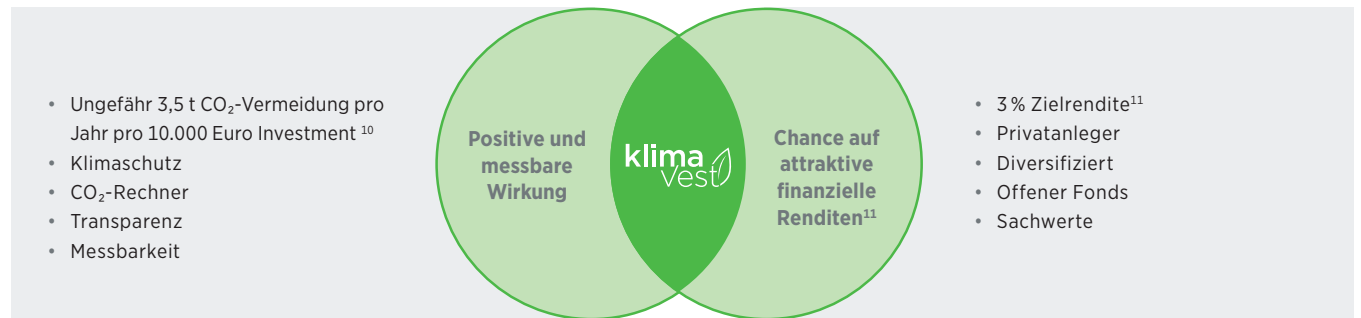 • Ungefähr 3,5 t CO₂-Vermeidung pro
Jahr pro 10.000 Euro Investment ¹⁰
• Klimaschutz
• CO₂-Rechner
• Transparenz
• Messbarkeit
Positive und
messbare
Wirkung
klima
vest
Chance auf
attraktive
finanzielle
Renditen¹¹
• 3 % Zielrendite¹¹
• Privatanleger
• Diversifiziert
• Offener Fonds
• Sachwerte